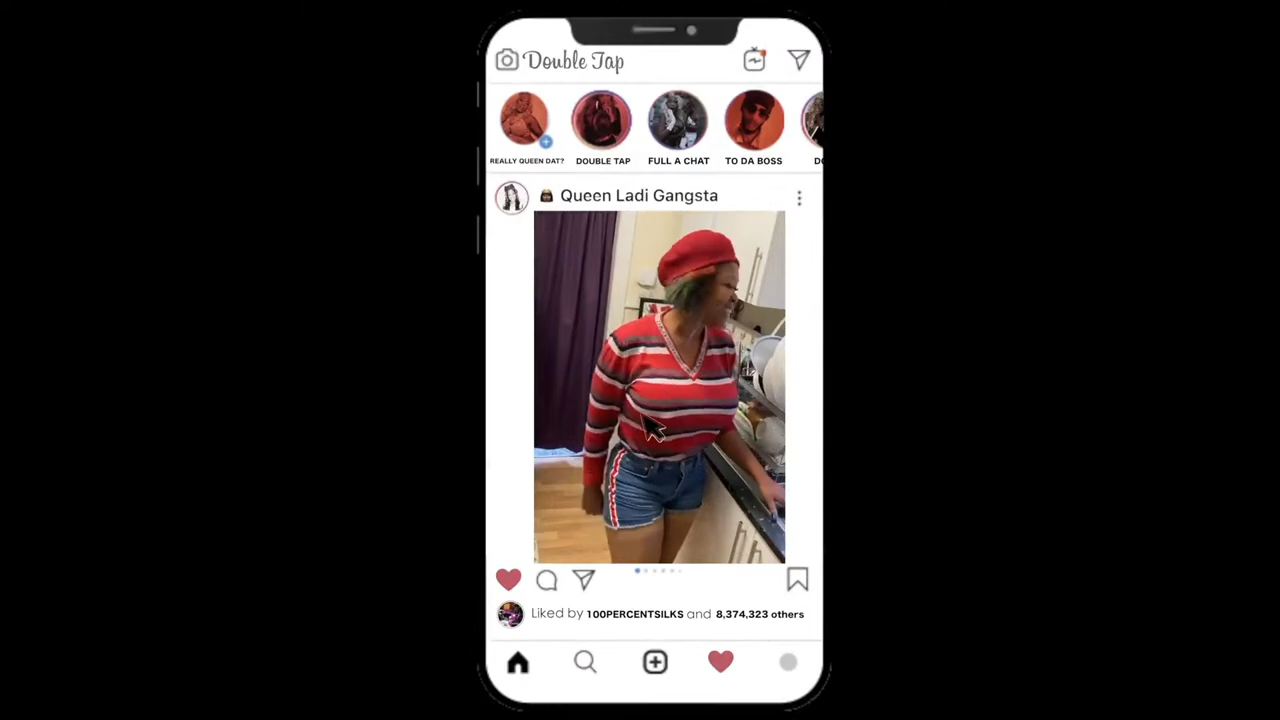 Double Tap
REALLY QUEEN DAT?
DOUBLE TAP
FULL A CHAT
TO DA BOSS
Queen Ladi Gangsta
Liked by 100PERCENTSILKS and 8,374,323 others